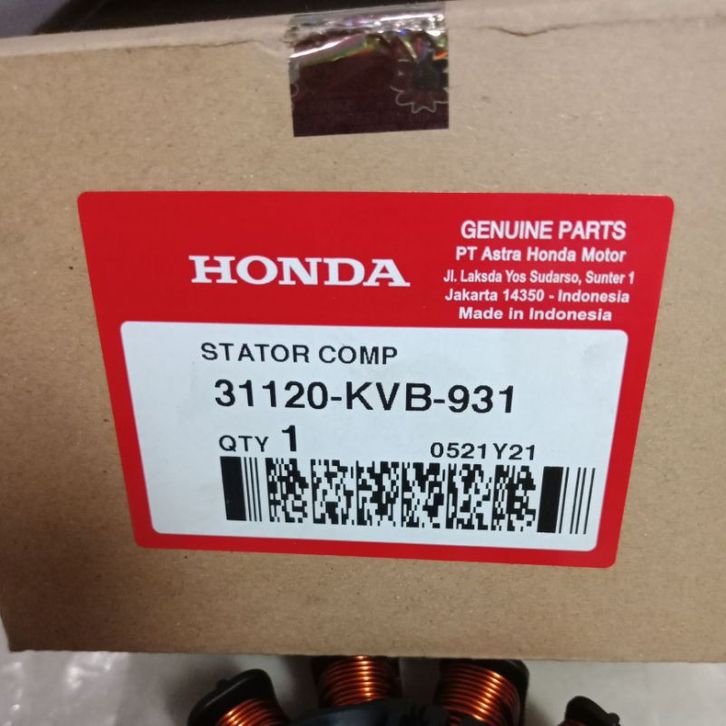 HONDA
GENUINE PARTS
PT Astra Honda Motor
Jl. Laksda Yos Sudarso, Sunter 1
Jakarta 14350 - Indonesia
Made in Indonesia
STATOR COMP
31120-KVB-931
QTY 1
0521Y21